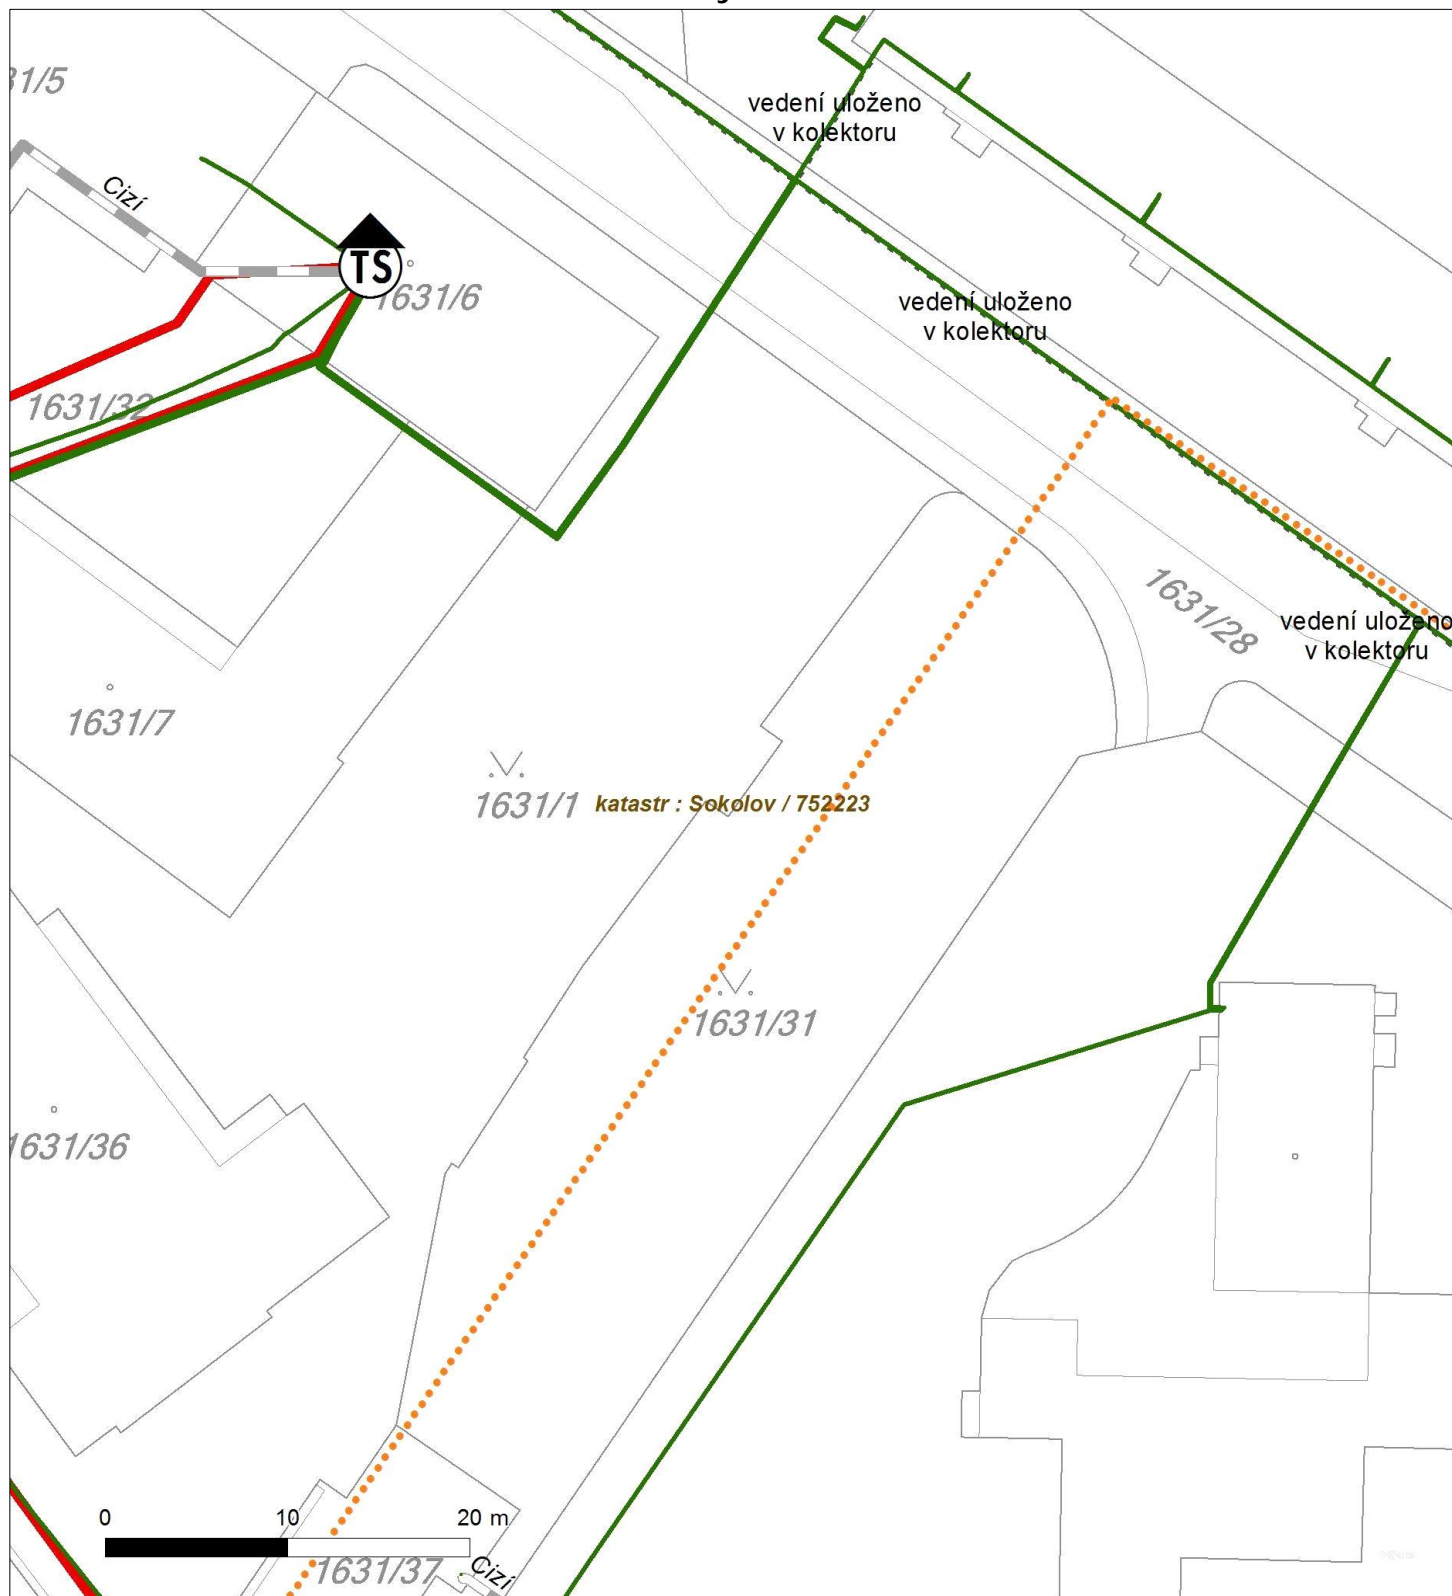 31/5
vedení uloženo
v kolektoru
Cizí
TS
1631/6
vedení uloženo
v kolektoru
1631/32
1631/28
vedení uloženo
v kolektoru
1631/7
1631/1
katastr : Sokolov / 752223
1631/31
1631/36
0 10 20 m
1631/37
Cizí